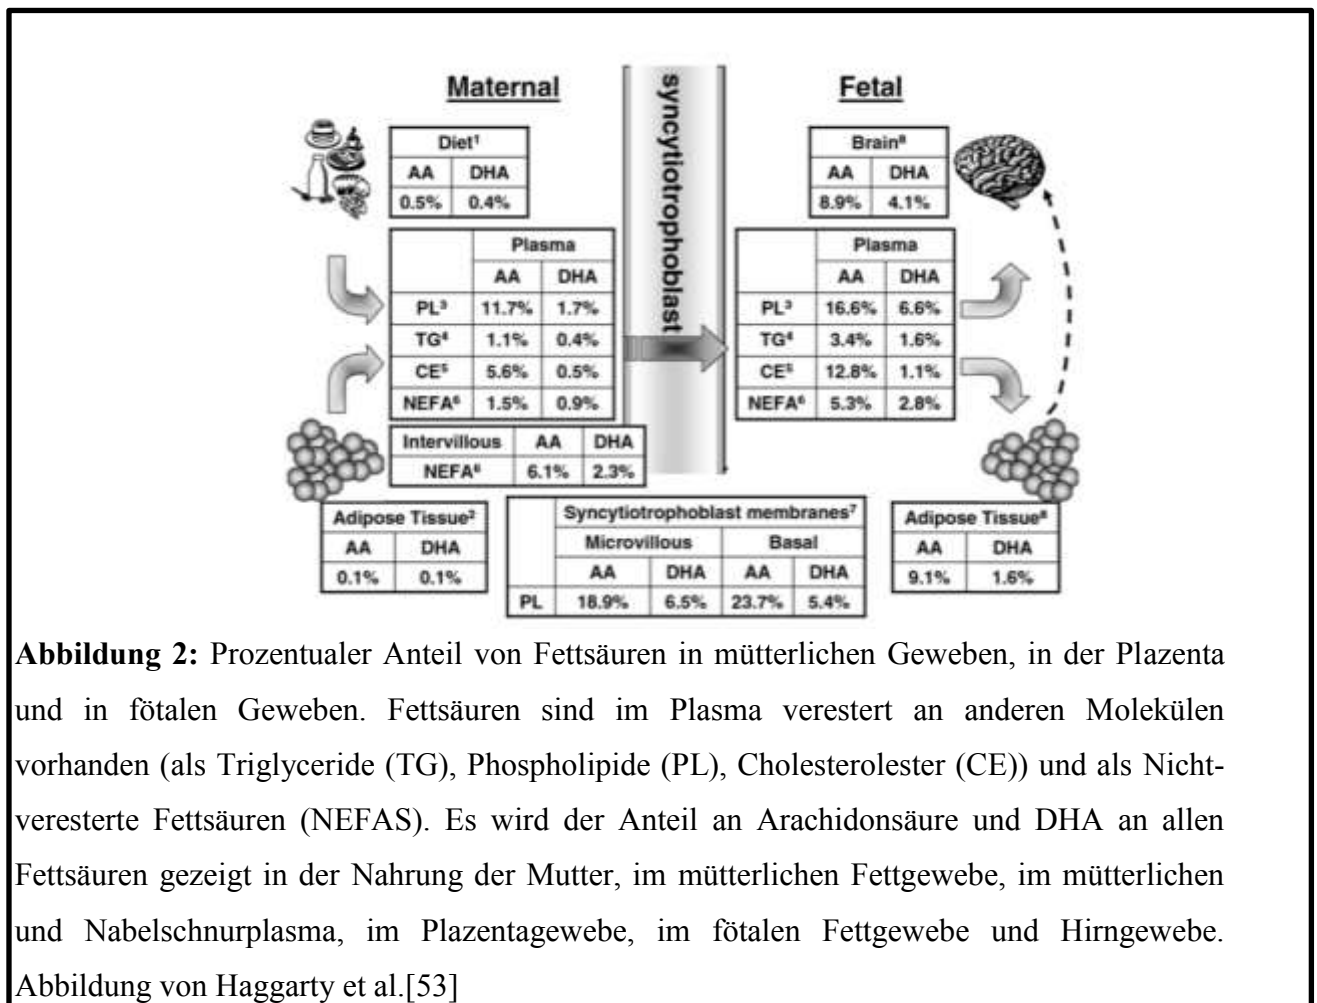 Maternal
Fetal
syncytiotrophoblast
Diet¹
AA DHA
0.5% 0.4%
Plasma
AA DHA
PL³ 11.7% 1.7%
TG⁴ 1.1% 0.4%
CE⁵ 5.6% 0.5%
NEFA⁶ 1.5% 0.9%
Intervillous AA DHA
NEFA⁶ 6.1% 2.3%
Adipose Tissue²
AA DHA
0.1% 0.1%
Syncytiotrophoblast membranes⁷
Microvillous Basal
AA DHA AA DHA
PL 18.9% 6.5% 23.7% 5.4%
Brain⁸
AA DHA
8.9% 4.1%
Plasma
AA DHA
PL³ 16.6% 6.6%
TG⁴ 3.4% 1.6%
CE⁵ 12.8% 1.1%
NEFA⁶ 5.3% 2.8%
Adipose Tissue⁸
AA DHA
9.1% 1.6%
Abbildung 2: Prozentualer Anteil von Fettsäuren in mütterlichen Geweben, in der Plazenta
und in fötalen Geweben. Fettsäuren sind im Plasma verestert an anderen Molekülen
vorhanden (als Triglyceride (TG), Phospholipide (PL), Cholesterolester (CE)) und als Nicht-
veresterte Fettsäuren (NEFAS). Es wird der Anteil an Arachidonsäure und DHA an allen
Fettsäuren gezeigt in der Nahrung der Mutter, im mütterlichen Fettgewebe, im mütterlichen
und Nabelschnurplasma, im Plazentagewebe, im fötalen Fettgewebe und Hirngewebe.
Abbildung von Haggarty et al.[53]